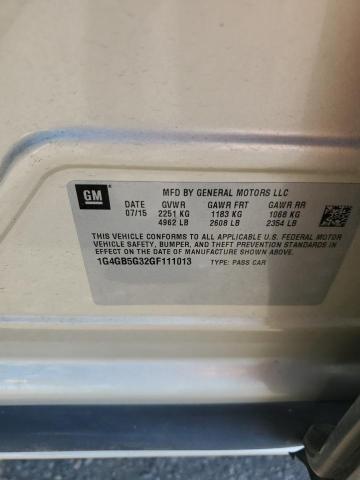 GM
MFD BY GENERAL MOTORS LLC
DATE GVWR GAWR FRT GAWR RR
07/15 2251 KG 1183 KG 1068 KG
4962 LB 2608 LB 2354 LB
THIS VEHICLE CONFORMS TO ALL APPLICABLE U.S. FEDERAL MOTOR
VEHICLE SAFETY, BUMPER, AND THEFT PREVENTION STANDARDS IN
EFFECT ON THE DATE OF MANUFACTURE SHOWN ABOVE.
1G4GB5G32GF111013 TYPE: PASS CAR